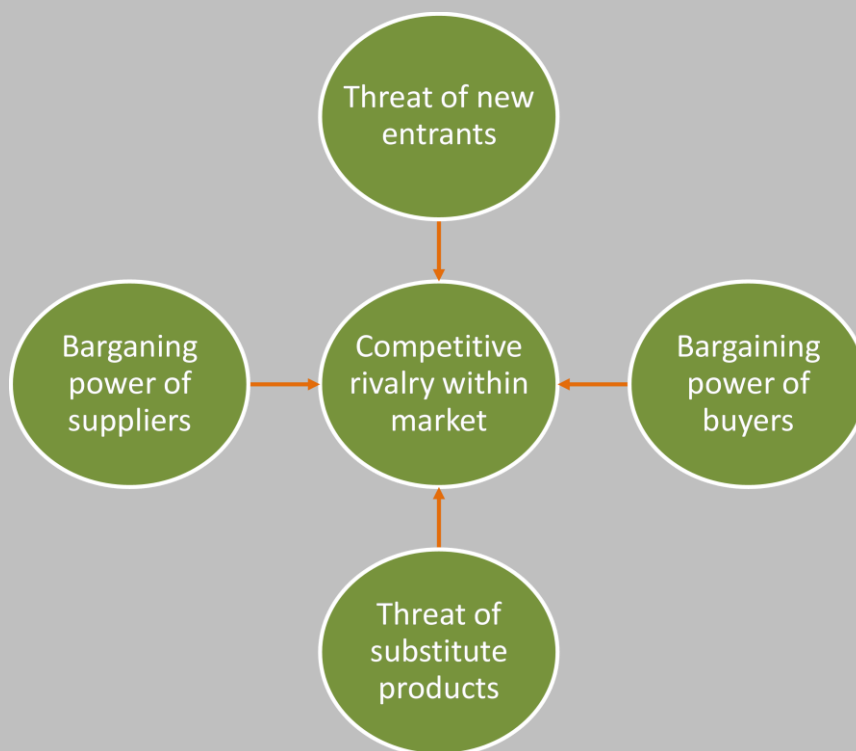 Threat of new
entrants
Barganing
power of
suppliers
Competitive
rivalry within
market
Bargaining
power of
buyers
Threat of
substitute
products